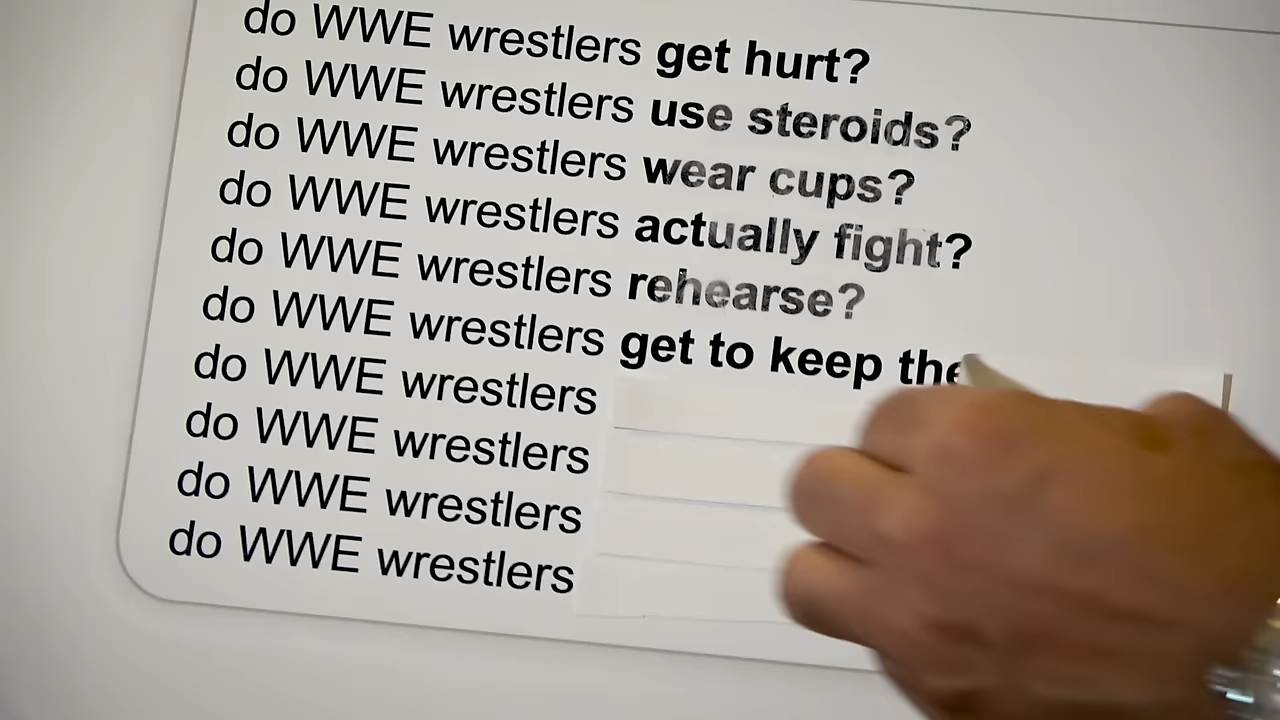 do WWE wrestlers get hurt?
do WWE wrestlers use steroids?
do WWE wrestlers wear cups?
do WWE wrestlers actually fight?
do WWE wrestlers rehearse?
do WWE wrestlers get to keep the
do WWE wrestlers
do WWE wrestlers
do WWE wrestlers
do WWE wrestlers